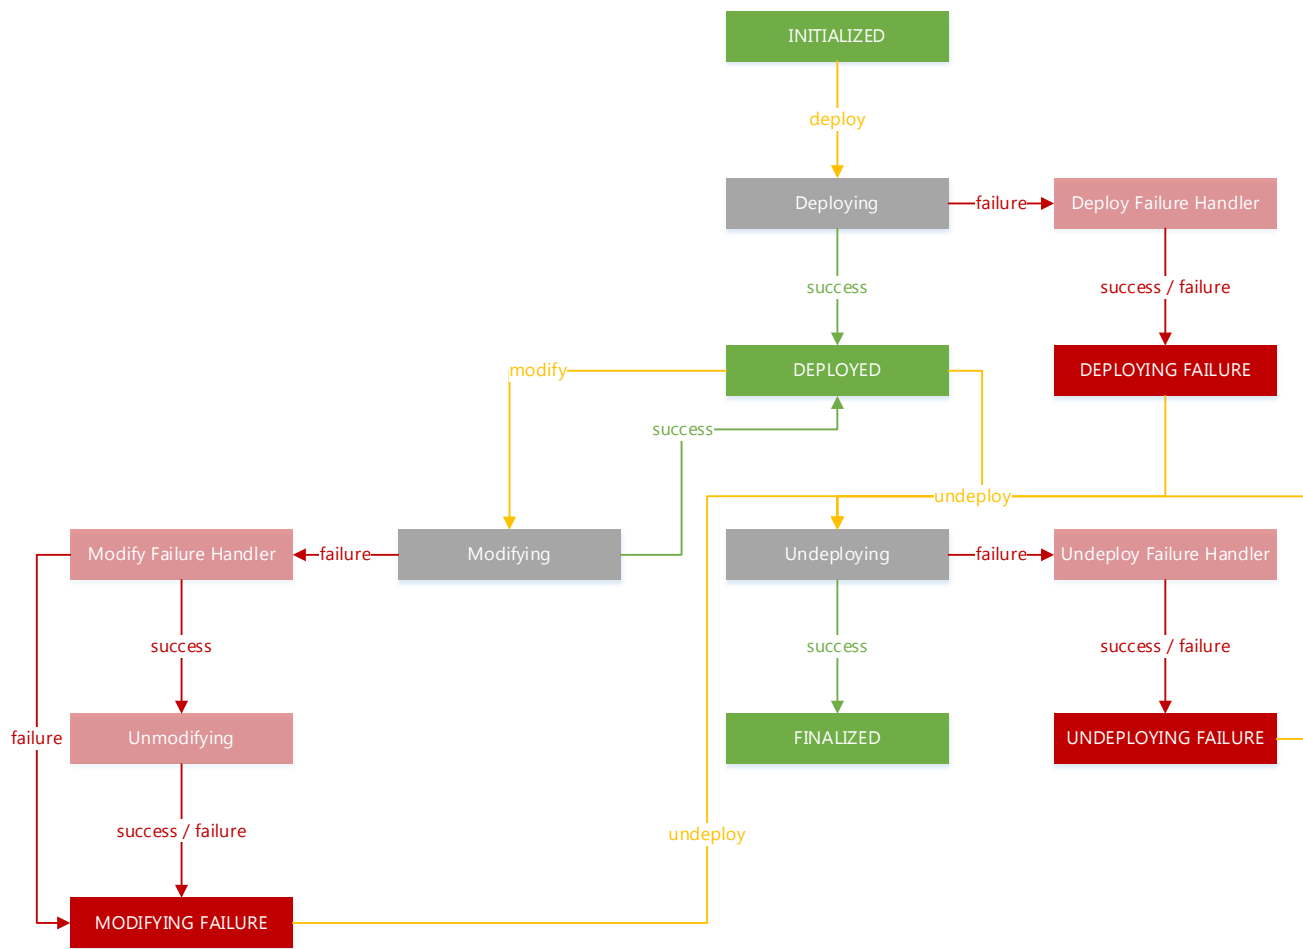 INITIALIZED
deploy
Deploying
failure
Deploy Failure Handler
success
success / failure
modify
DEPLOYED
DEPLOYING FAILURE
success
undeploy
Modify Failure Handler
failure
Modifying
Undeploying
failure
Undeploy Failure Handler
success
success
success / failure
failure
Unmodifying
FINALIZED
UNDEPLOYING FAILURE
success / failure
undeploy
MODIFYING FAILURE